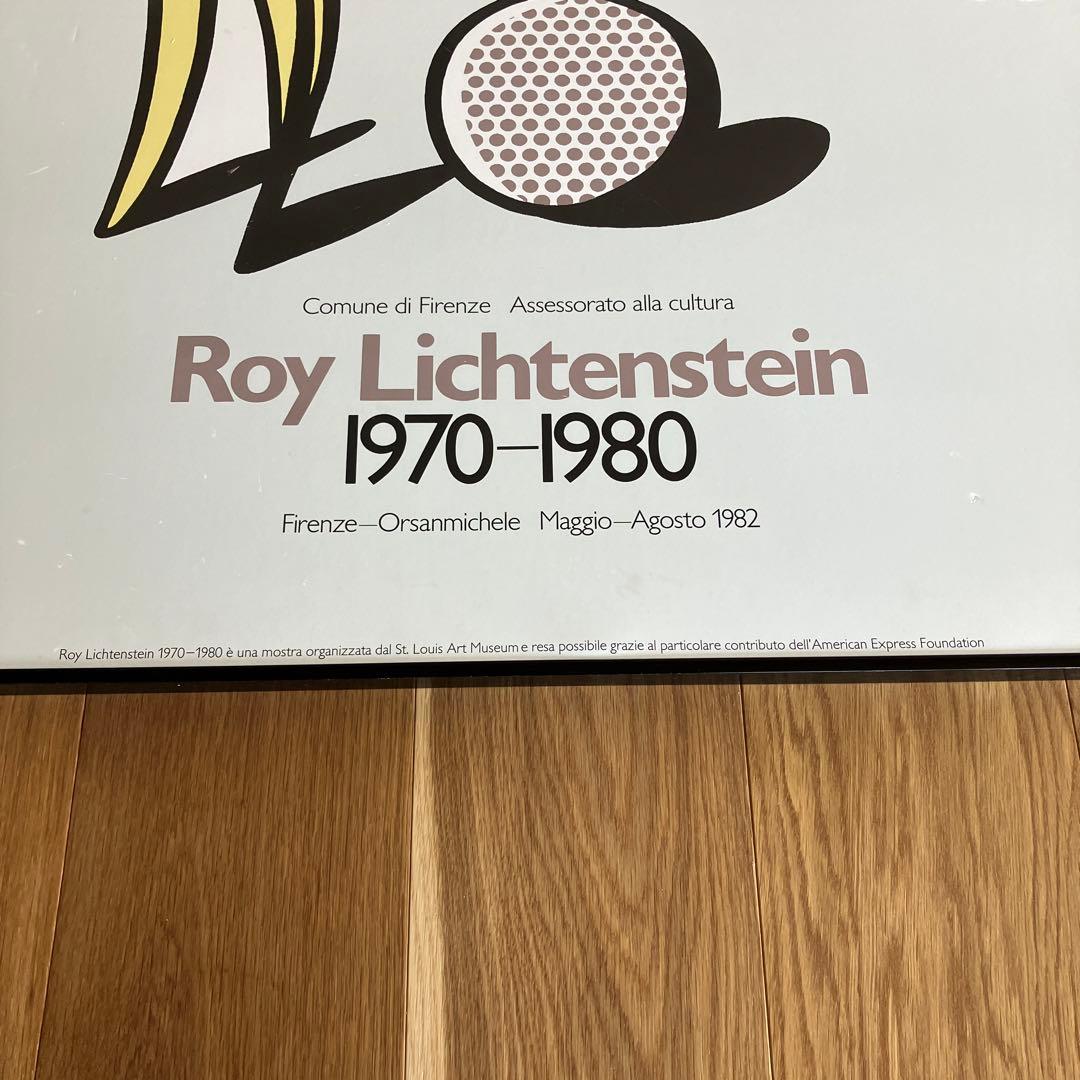 Comune di Firenze Assessorato alla cultura
Roy Lichtenstein
1970–1980
Firenze—Orsanmichele Maggio—Agosto 1982
Roy Lichtenstein 1970–1980 è una mostra organizzata dal St. Louis Art Museum e resa possibile grazie al particolare contributo dell'American Express Foundation